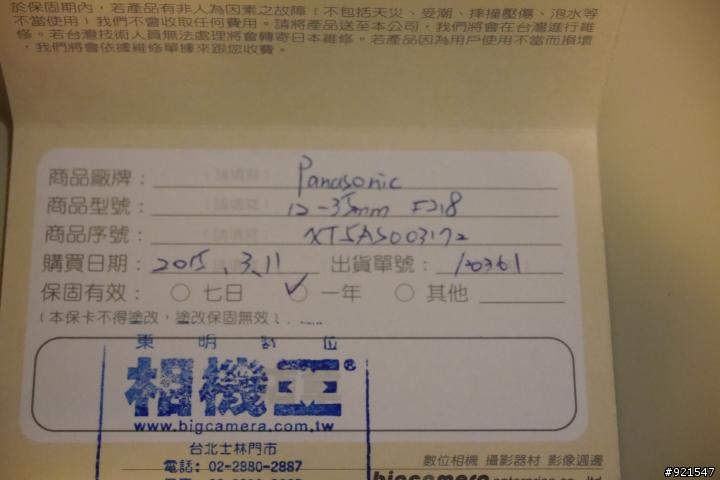 於保固期內，若產品有非人為因素之故障（不包括天災、受潮、摔撞壓傷、泡水等
不當使用）我們不會收取任何費用。請將產品送至本公司，我們將會在台灣進行維
修。若台灣技術人員無法處理將會轉寄日本維修。若產品因為用戶使用不當而損壞
，我們將會依據維修單據來跟您收費。
商品廠牌：Panasonic
商品型號：12-35mm F2.8
商品序號：XT5AS003172
購買日期：2015、3、11 出貨單號：120361
保固有效：○ 七日 ✓ 一年 ○ 其他
（本保卡不得塗改，塗改保固無效）
東明數位
相機王®
www.bigcamera.com.tw
台北士林門市
電話：02-2880-2887
數位相機 攝影器材 影像週邊
bigcamera enterprise co., ltd
#921547